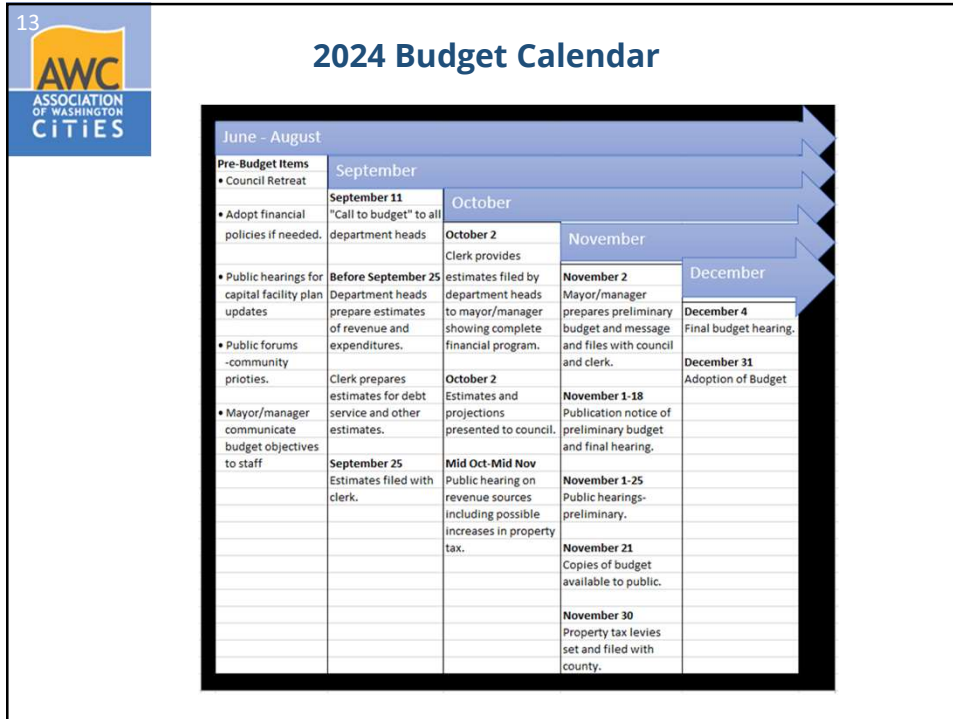 13
AWC
ASSOCIATION
OF WASHINGTON
CiTiES
2024 Budget Calendar
June - August
Pre-Budget Items
• Council Retreat
• Adopt financial
policies if needed.
• Public hearings for
capital facility plan
updates
• Public forums
-community
prioties.
• Mayor/manager
communicate
budget objectives
to staff
September
September 11
"Call to budget" to all
department heads
Before September 25
Department heads
prepare estimates
of revenue and
expenditures.
Clerk prepares
estimates for debt
service and other
estimates.
September 25
Estimates filed with
clerk.
October
October 2
Clerk provides
estimates filed by
department heads
to mayor/manager
showing complete
financial program.
October 2
Estimates and
projections
presented to council.
Mid Oct-Mid Nov
Public hearing on
revenue sources
including possible
increases in property
tax.
November
November 2
Mayor/manager
prepares preliminary
budget and message
and files with council
and clerk.
November 1-18
Publication notice of
preliminary budget
and final hearing.
November 1-25
Public hearings-
preliminary.
November 21
Copies of budget
available to public.
November 30
Property tax levies
set and filed with
county.
December
December 4
Final budget hearing.
December 31
Adoption of Budget